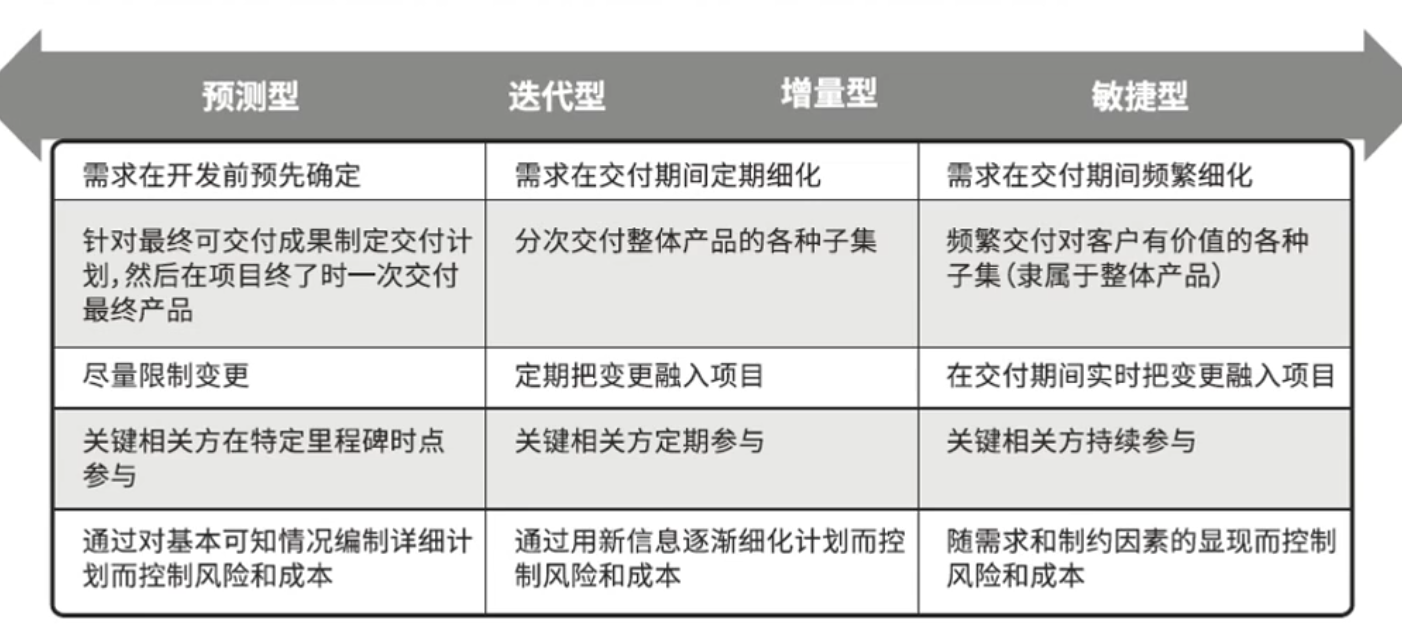 预测型 迭代型 增量型 敏捷型
需求在开发前预先确定
需求在交付期间定期细化
需求在交付期间频繁细化
针对最终可交付成果制定交付计
划,然后在项目终了时一次交付
最终产品
分次交付整体产品的各种子集
频繁交付对客户有价值的各种
子集(隶属于整体产品)
尽量限制变更
定期把变更融入项目
在交付期间实时把变更融入项目
关键相关方在特定里程碑时点
参与
关键相关方定期参与
关键相关方持续参与
通过对基本可知情况编制详细计
划而控制风险和成本
通过用新信息逐渐细化计划而控
制风险和成本
随需求和制约因素的显现而控制
风险和成本